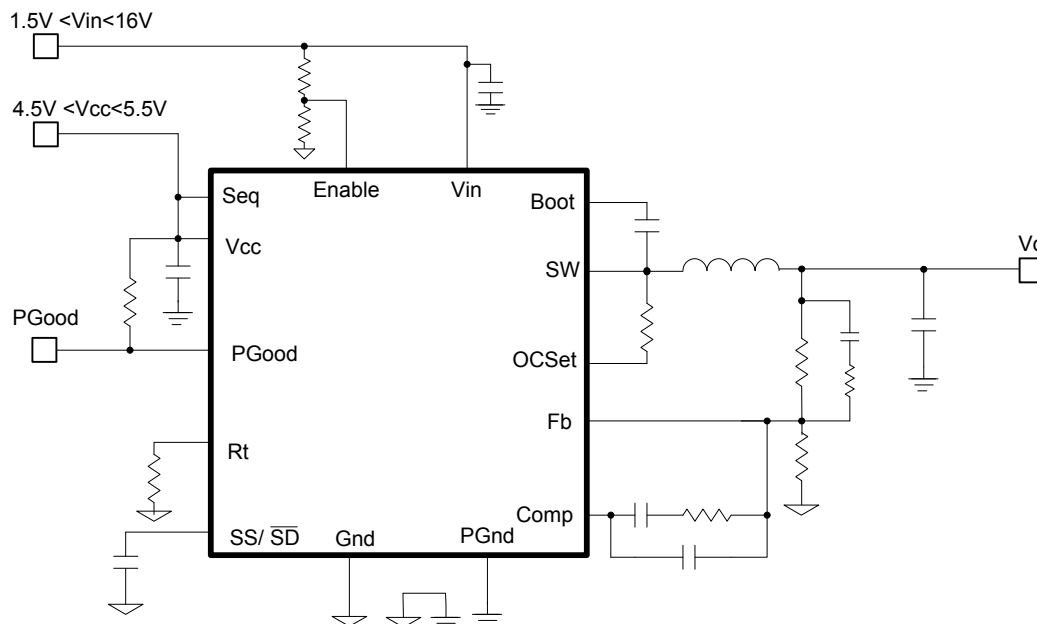 1.5V <Vin<16V
4.5V <Vcc<5.5V
Enable
Vin
Seq
Boot
Vcc
SW
Vo
PGood
PGood
OCSet
Fb
Rt
Comp
SS/ SD
Gnd
PGnd